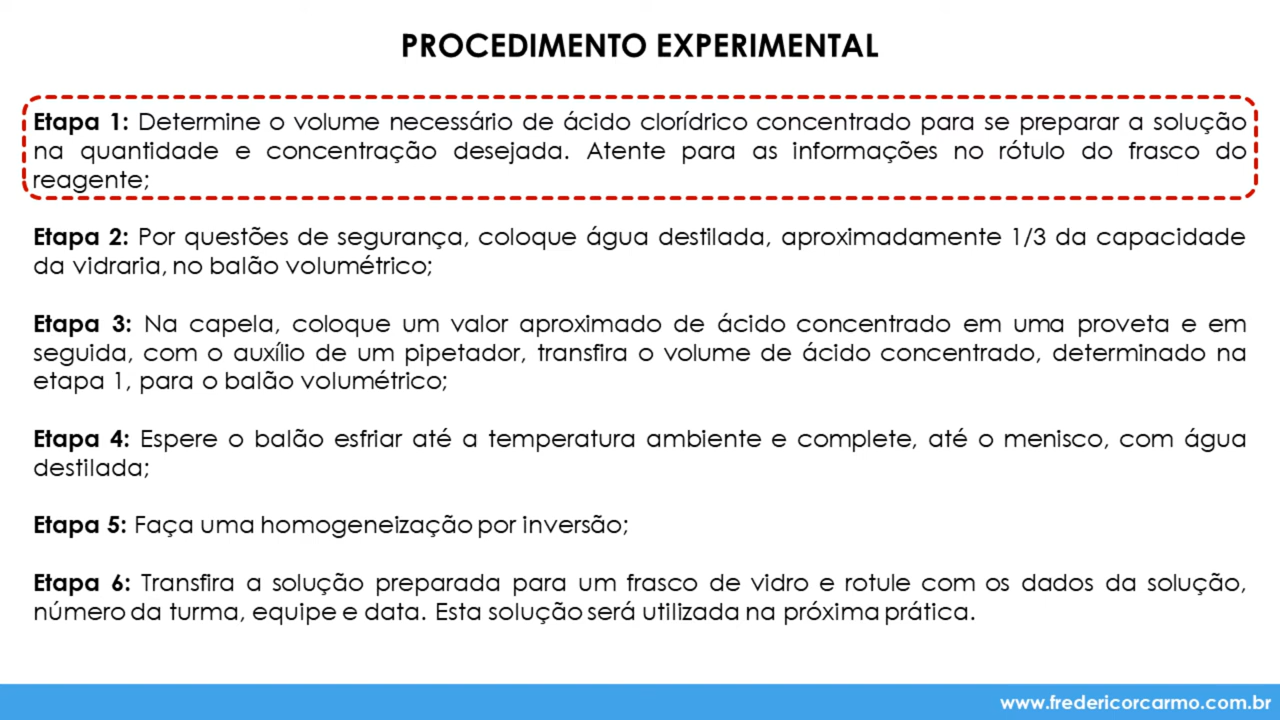 PROCEDIMENTO EXPERIMENTAL
Etapa 1: Determine o volume necessário de ácido clorídrico concentrado para se preparar a solução
na quantidade e concentração desejada. Atente para as informações no rótulo do frasco do
reagente;
Etapa 2: Por questões de segurança, coloque água destilada, aproximadamente 1/3 da capacidade
da vidraria, no balão volumétrico;
Etapa 3: Na capela, coloque um valor aproximado de ácido concentrado em uma proveta e em
seguida, com o auxílio de um pipetador, transfira o volume de ácido concentrado, determinado na
etapa 1, para o balão volumétrico;
Etapa 4: Espere o balão esfriar até a temperatura ambiente e complete, até o menisco, com água
destilada;
Etapa 5: Faça uma homogeneização por inversão;
Etapa 6: Transfira a solução preparada para um frasco de vidro e rotule com os dados da solução,
número da turma, equipe e data. Esta solução será utilizada na próxima prática.
www.fredericorcarmo.com.br